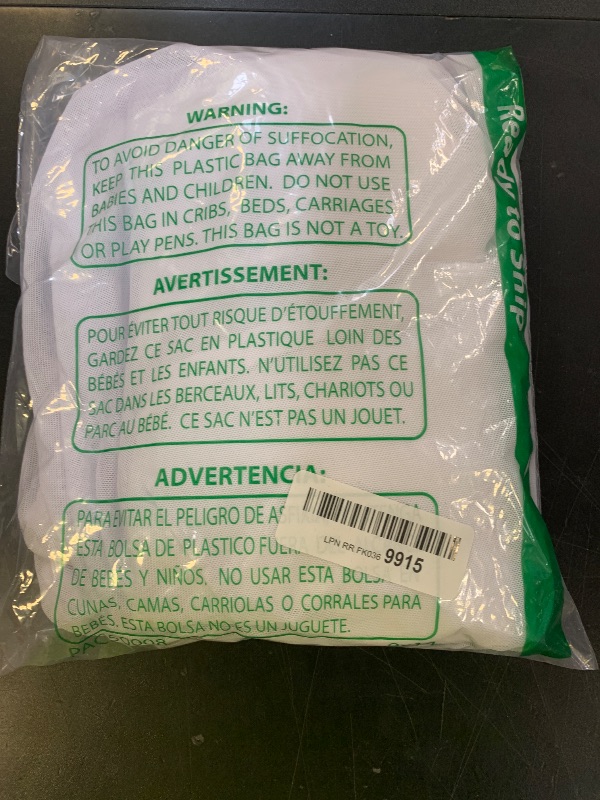 WARNING:
TO AVOID DANGER OF SUFFOCATION,
KEEP THIS PLASTIC BAG AWAY FROM
BABIES AND CHILDREN. DO NOT USE
THIS BAG IN CRIBS, BEDS, CARRIAGES
OR PLAY PENS. THIS BAG IS NOT A TOY.
AVERTISSEMENT:
POUR ÉVITER TOUT RISQUE D'ÉTOUFFEMENT,
GARDEZ CE SAC EN PLASTIQUE LOIN DES
BÉBÉS ET LES ENFANTS. N'UTILISEZ PAS CE
SAC DANS LES BERCEAUX, LITS, CHARIOTS OU
PARC AU BÉBÉ. CE SAC N'EST PAS UN JOUET.
ADVERTENCIA:
PARA EVITAR EL PELIGRO DE
ESTA BOLSA DE PLASTICO FUERA
DE BEBES Y NIÑOS, NO USAR ESTA
CUNAS, CAMAS, CARRIOLAS O CORRALES PARA
BEBES. ESTA BOLSA NO ES UN JUGUETE.
LPN RR FK036 9915
Ready to Snip